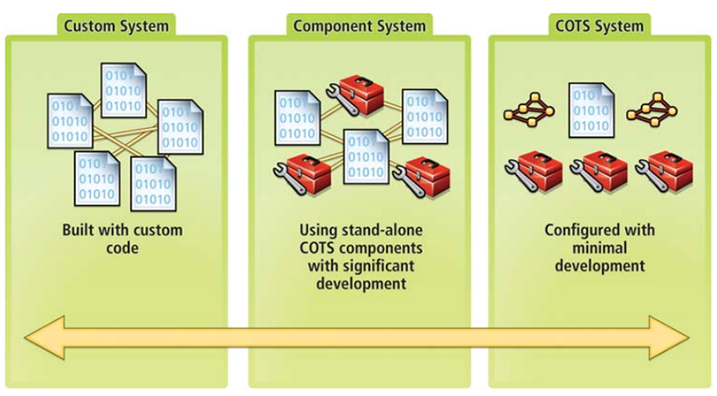 Custom System
010
01010
01010
010
01010
01010
010
01010
01010
010
01010
01010
010
01010
01010
Built with custom
code
Component System
010
01010
01010
010
01010
01010
010
01010
01010
Using stand-alone
COTS components
with significant
development
COTS System
010
01010
01010
Configured with
minimal
development